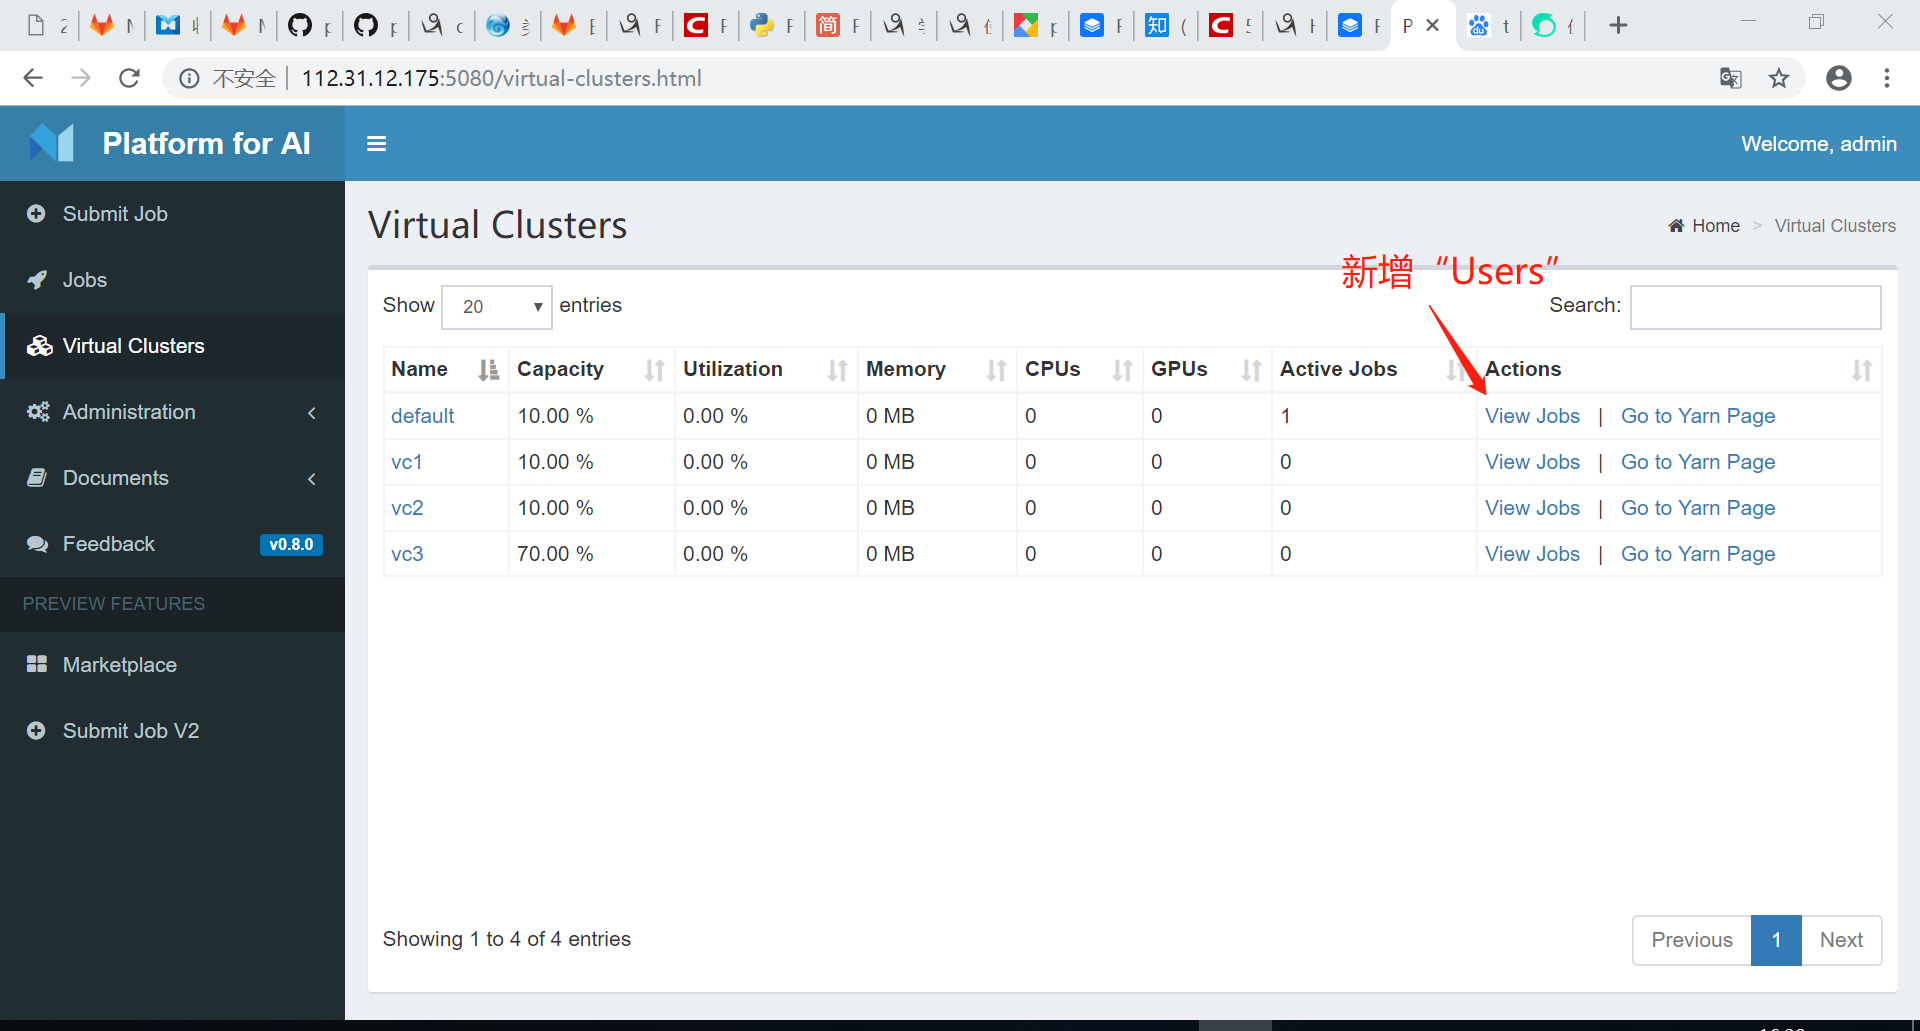 不安全 112.31.12.175:5080/virtual-clusters.html
Platform for AI
Welcome, admin
Submit Job
Jobs
Virtual Clusters
Administration
Documents
Feedback v0.8.0
PREVIEW FEATURES
Marketplace
Submit Job V2
Virtual Clusters
Home > Virtual Clusters
新增 “Users”
Show 20 entries
Search:
Name Capacity Utilization Memory CPUs GPUs Active Jobs Actions
default 10.00 % 0.00 % 0 MB 0 0 1 View Jobs | Go to Yarn Page
vc1 10.00 % 0.00 % 0 MB 0 0 0 View Jobs | Go to Yarn Page
vc2 10.00 % 0.00 % 0 MB 0 0 0 View Jobs | Go to Yarn Page
vc3 70.00 % 0.00 % 0 MB 0 0 0 View Jobs | Go to Yarn Page
Showing 1 to 4 of 4 entries
Previous 1 Next